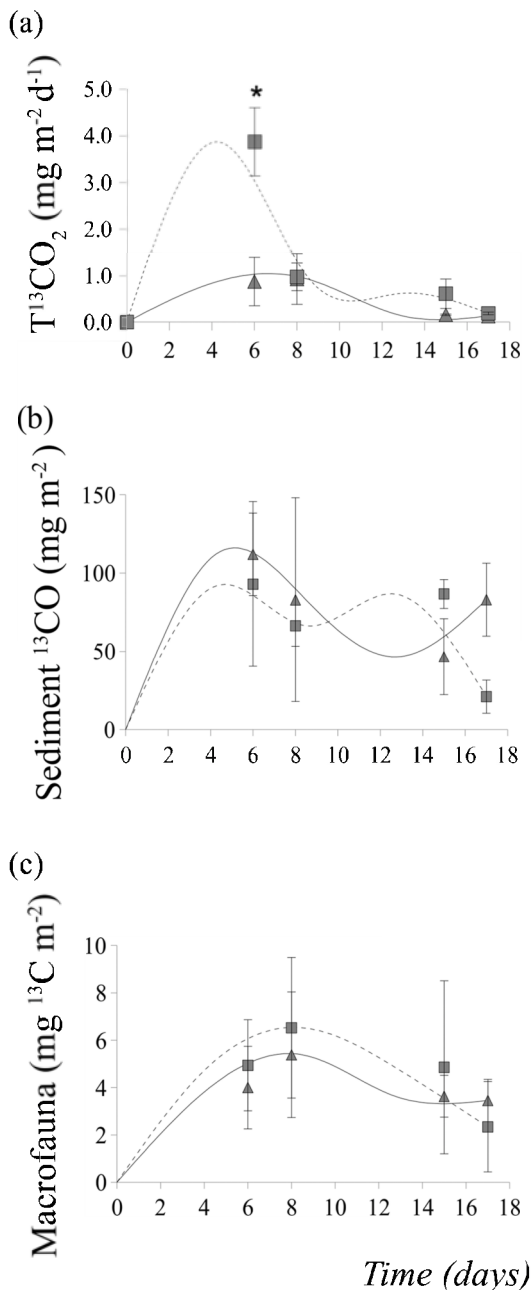 (a)
T¹³CO₂ (mg m⁻² d⁻¹)
5.0
*
4.0
3.0
2.0
1.0
0.0
0 2 4 6 8 10 12 14 16 18
(b)
Sediment ¹³CO (mg m⁻²)
150
100
50
0
0 2 4 6 8 10 12 14 16 18
(c)
Macrofauna (mg ¹³C m⁻²)
10
8
6
4
2
0
0 2 4 6 8 10 12 14 16 18
Time (days)